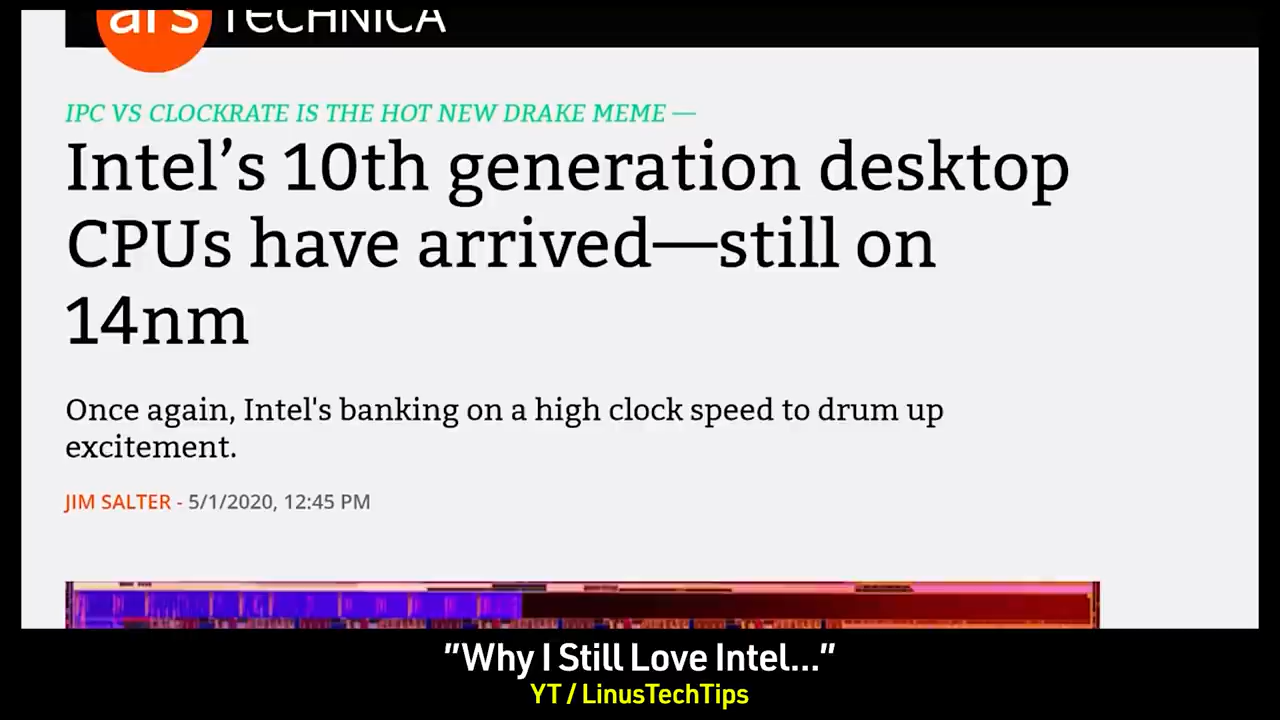 ars TECHNICA
IPC VS CLOCKRATE IS THE HOT NEW DRAKE MEME —
Intel’s 10th generation desktop
CPUs have arrived—still on
14nm
Once again, Intel's banking on a high clock speed to drum up
excitement.
JIM SALTER - 5/1/2020, 12:45 PM
"Why I Still Love Intel..."
YT / LinusTechTips